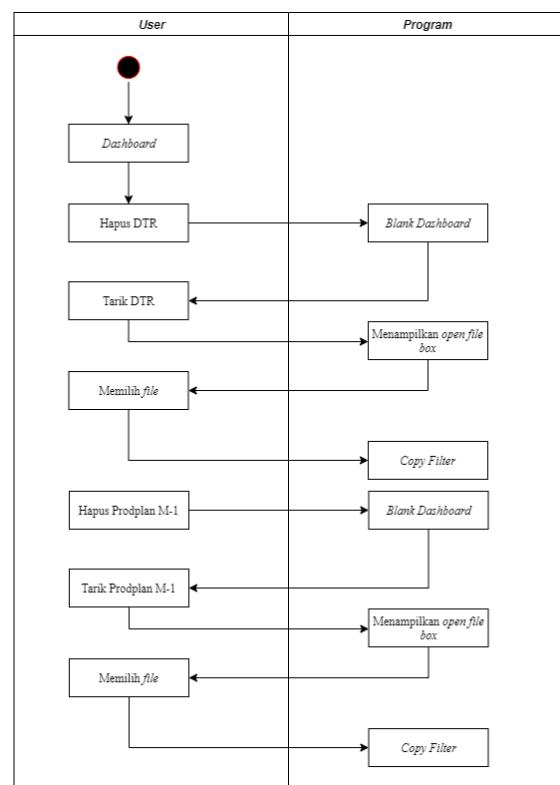 User
Program
Dashboard
Hapus DTR
Blank Dashboard
Tarik DTR
Menampilkan open file
box
Memilih file
Copy Filter
Hapus Prodplan M-1
Blank Dashboard
Tarik Prodplan M-1
Menampilkan open file
box
Memilih file
Copy Filter